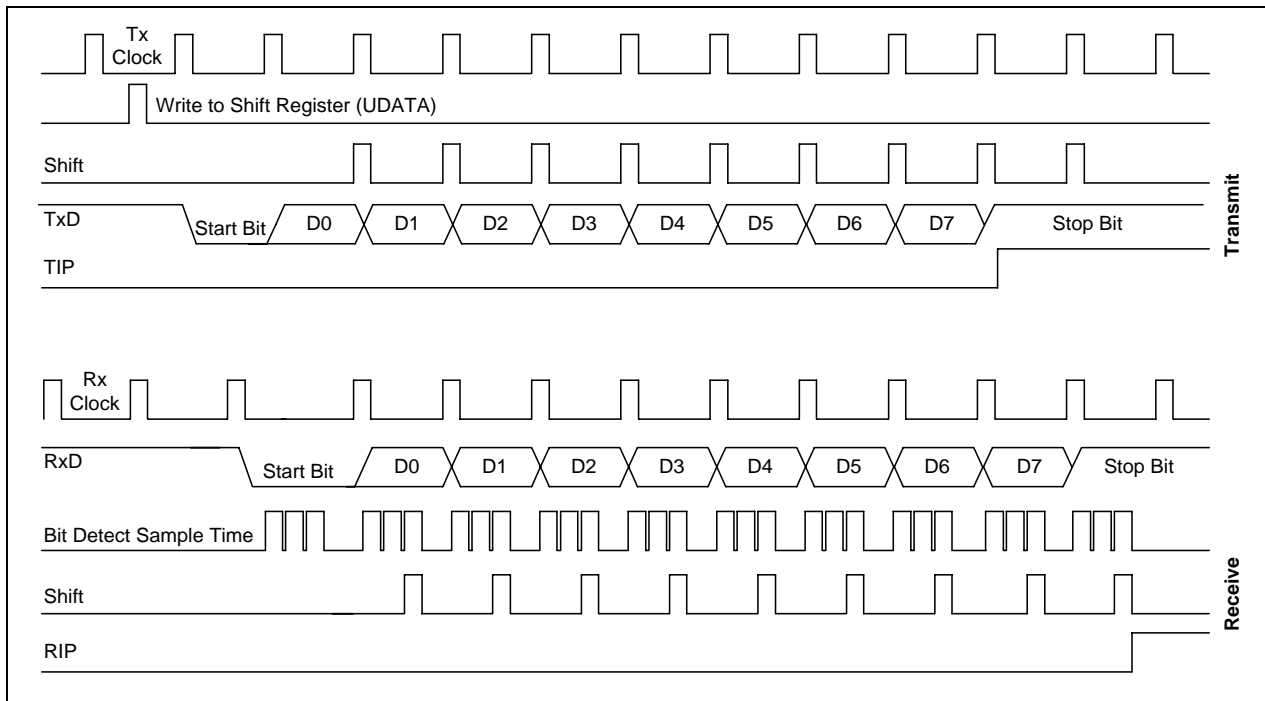 Tx
Clock
Write to Shift Register (UDATA)
Shift
TxD
Start Bit D0 D1 D2 D3 D4 D5 D6 D7 Stop Bit
TIP
Transmit
Rx
Clock
RxD
Start Bit D0 D1 D2 D3 D4 D5 D6 D7 Stop Bit
Bit Detect Sample Time
Shift
RIP
Receive